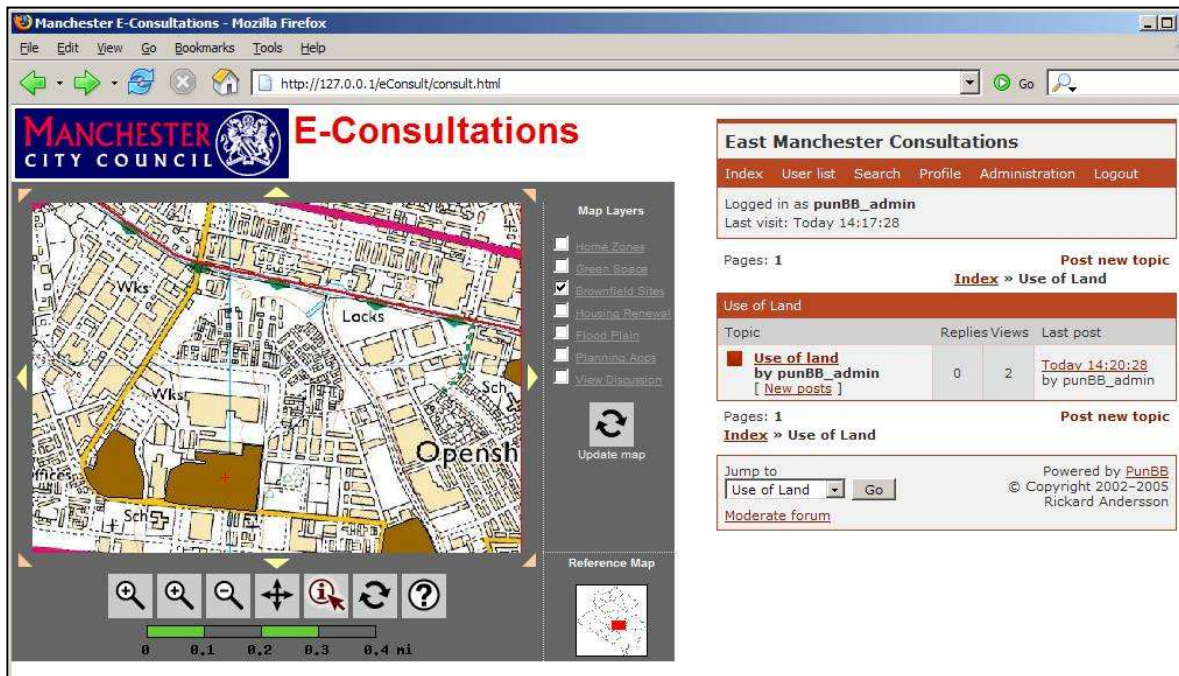 Manchester E-Consultations - Mozilla Firefox
File Edit View Go Bookmarks Tools Help
http://127.0.0.1/eConsult/consult.html
Go
MANCHESTER
CITY COUNCIL
E-Consultations
Wks
Locks
Wks
Sch
Opensh
ffices
Sch
Map Layers
Home Zones
Green Space
Brownfield Sites
Housing Renewal
Flood Plain
Planning Apps
View Discussion
Update map
Reference Map
0 0.1 0.2 0.3 0.4 mi
East Manchester Consultations
Index User list Search Profile Administration Logout
Logged in as punBB_admin
Last visit: Today 14:17:28
Pages: 1 Post new topic
Index » Use of Land
Use of Land
Topic Replies Views Last post
Use of land 0 2 Today 14:20:28
by punBB_admin by punBB_admin
[ New posts ]
Pages: 1 Post new topic
Index » Use of Land
Jump to Powered by PunBB
Use of Land Go © Copyright 2002–2005
Rickard Andersson
Moderate forum